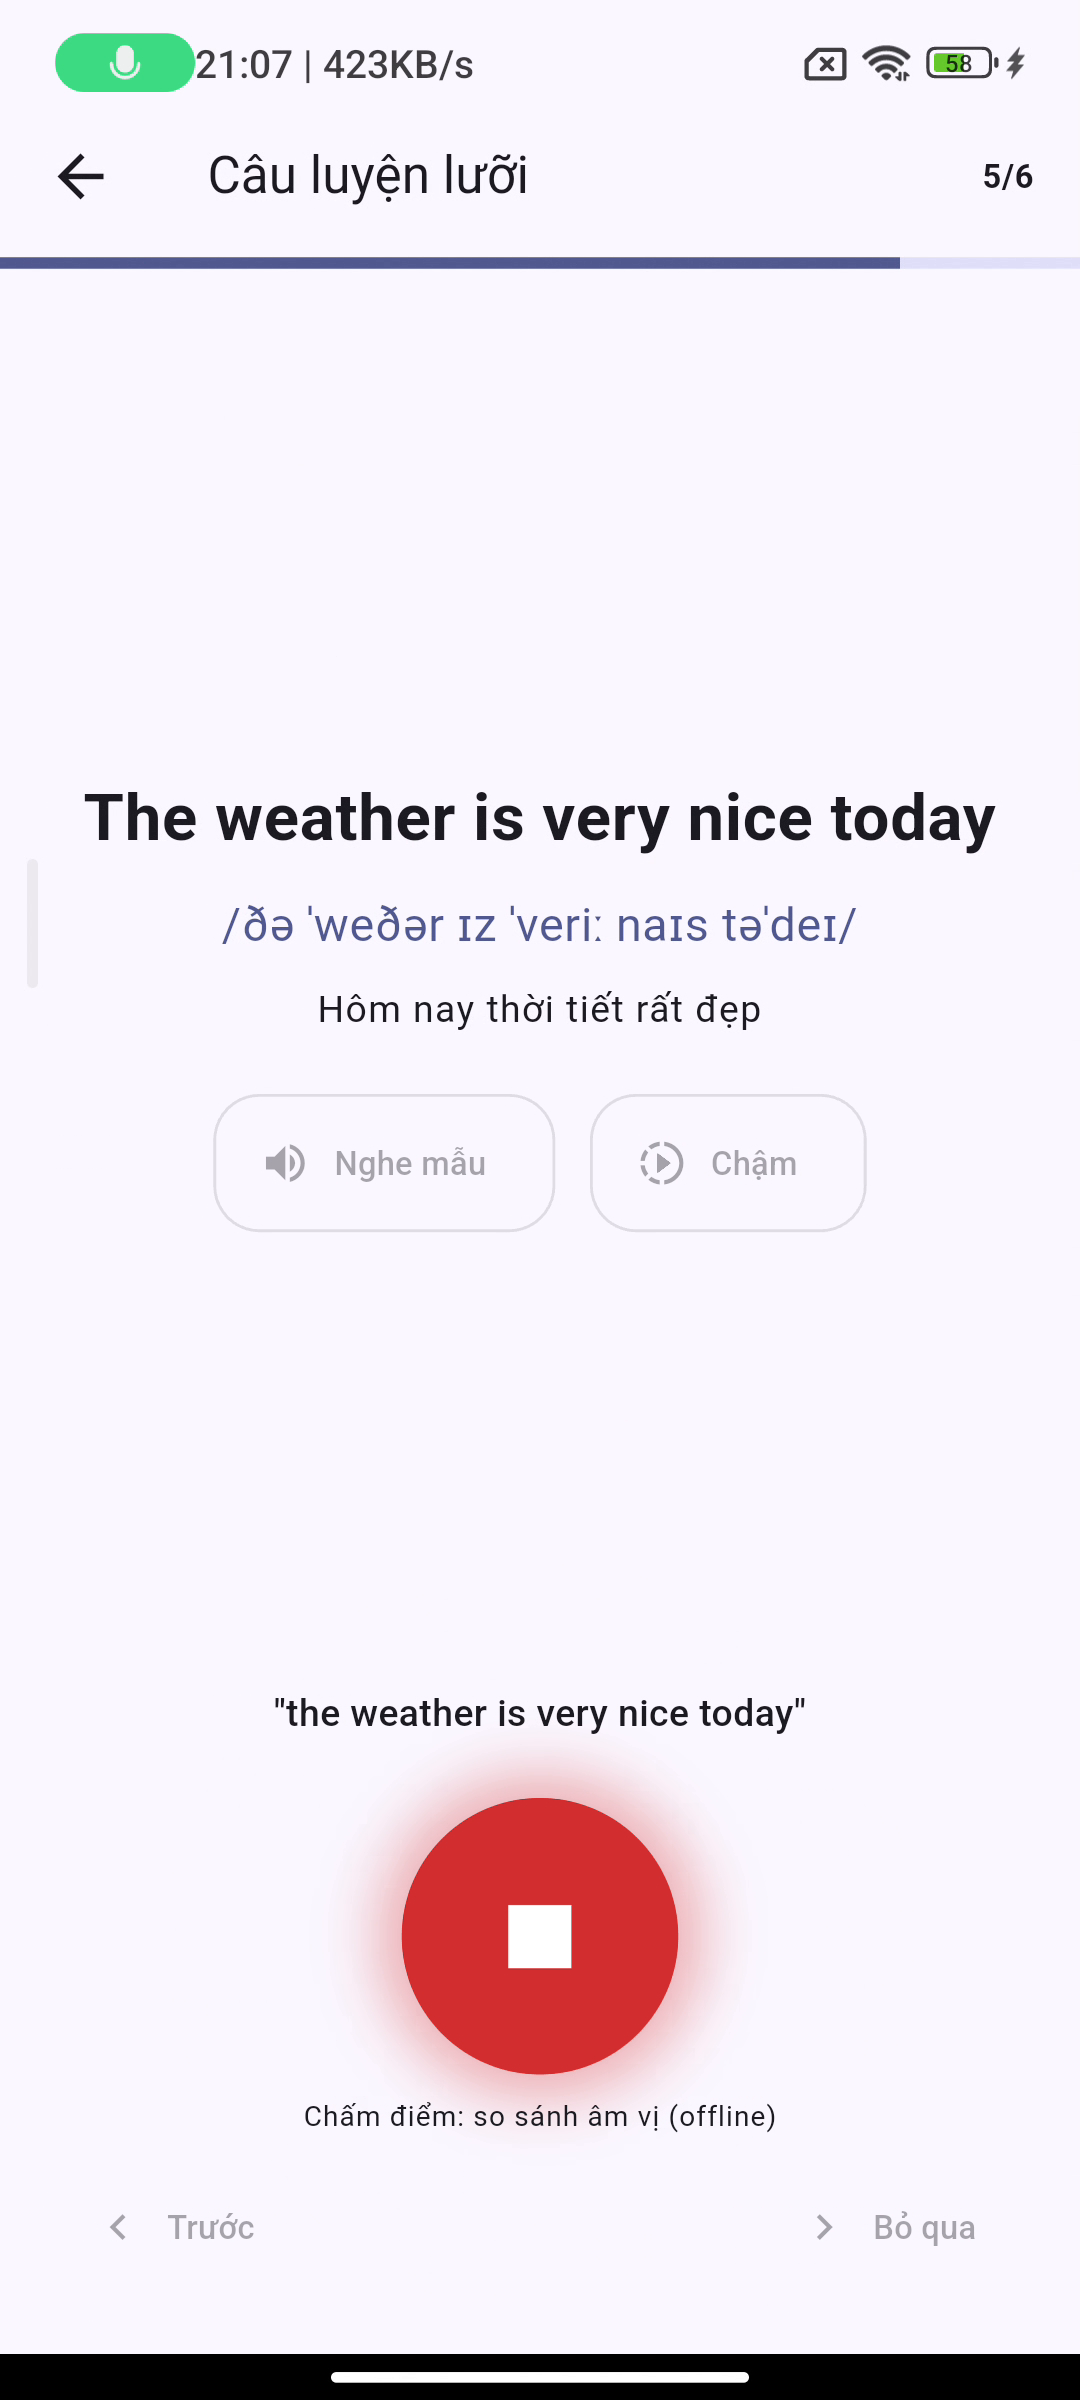 21:07 | 423KB/s
58
Câu luyện lưỡi
5/6
The weather is very nice today
/ðə ˈweðər ɪz ˈveriː naɪs təˈdeɪ/
Hôm nay thời tiết rất đẹp
Nghe mẫu
Chậm
"the weather is very nice today"
Chấm điểm: so sánh âm vị (offline)
Trước
Bỏ qua